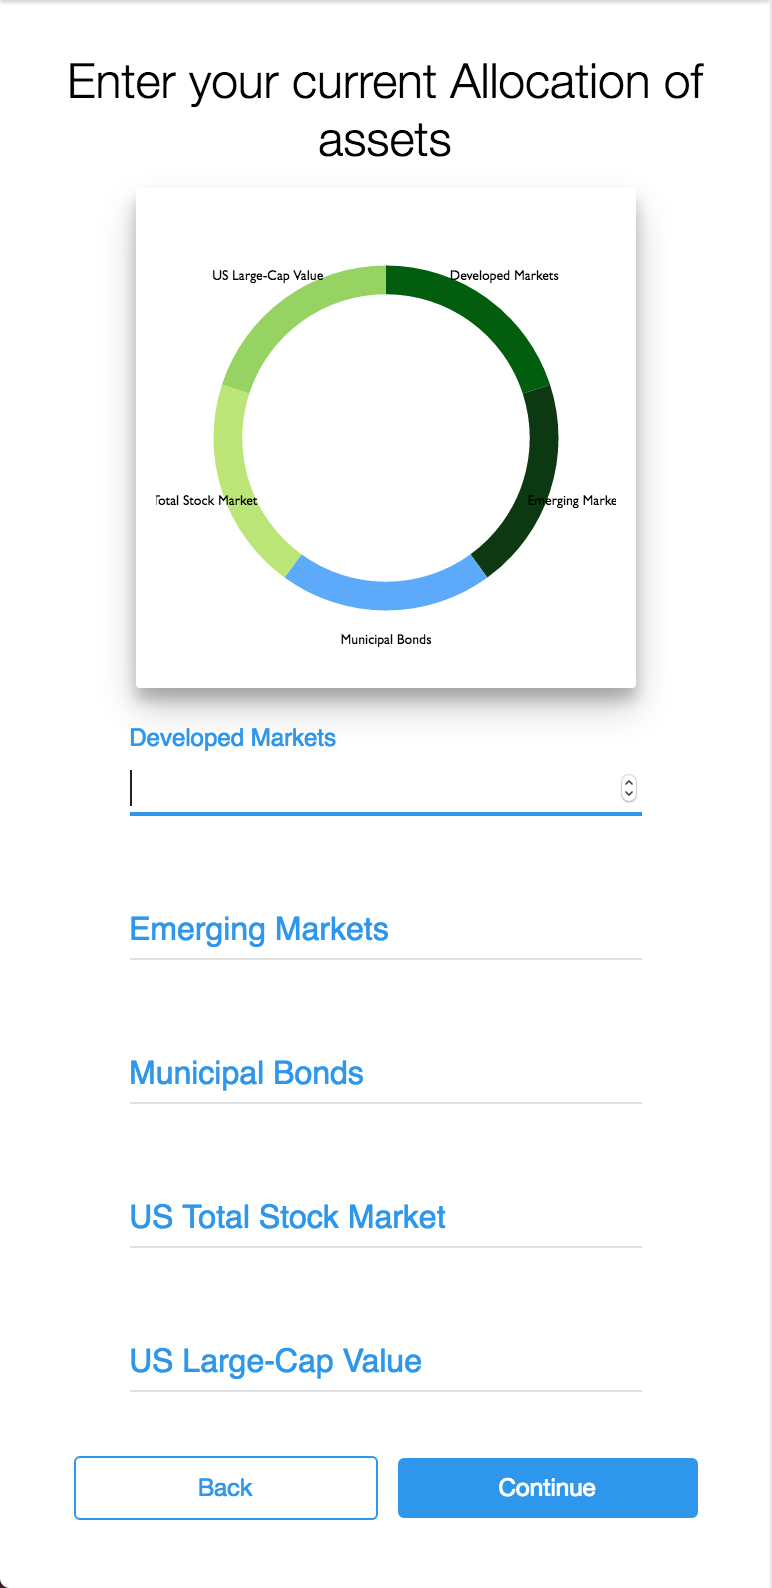 Enter your current Allocation of
assets
US Large-Cap Value
Developed Markets
Total Stock Market
Emerging Marke
Municipal Bonds
Developed Markets
Emerging Markets
Municipal Bonds
US Total Stock Market
US Large-Cap Value
Back
Continue